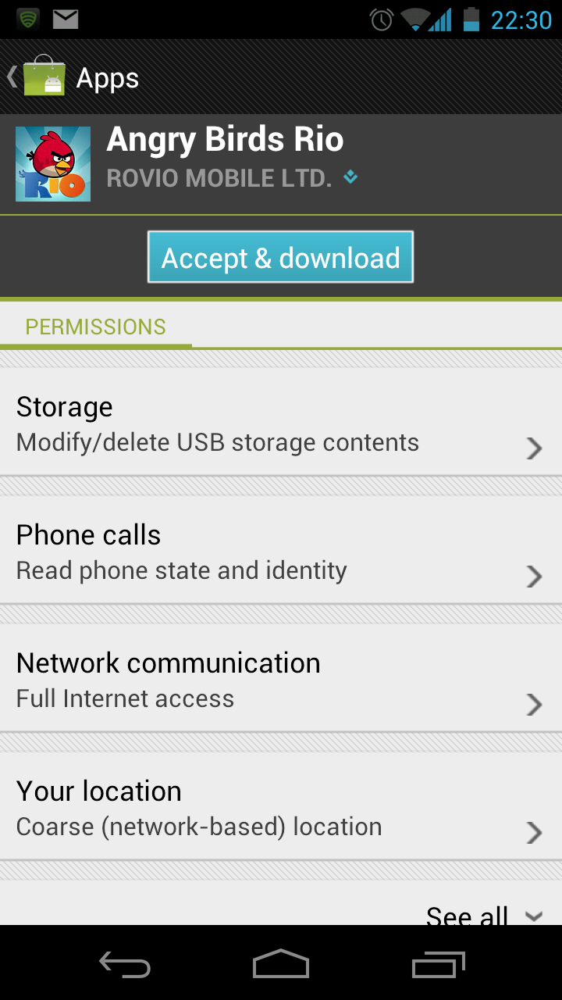 22:30
Apps
RIO
Angry Birds Rio
ROVIO MOBILE LTD.
Accept & download
PERMISSIONS
Storage
Modify/delete USB storage contents
Phone calls
Read phone state and identity
Network communication
Full Internet access
Your location
Coarse (network-based) location
See all